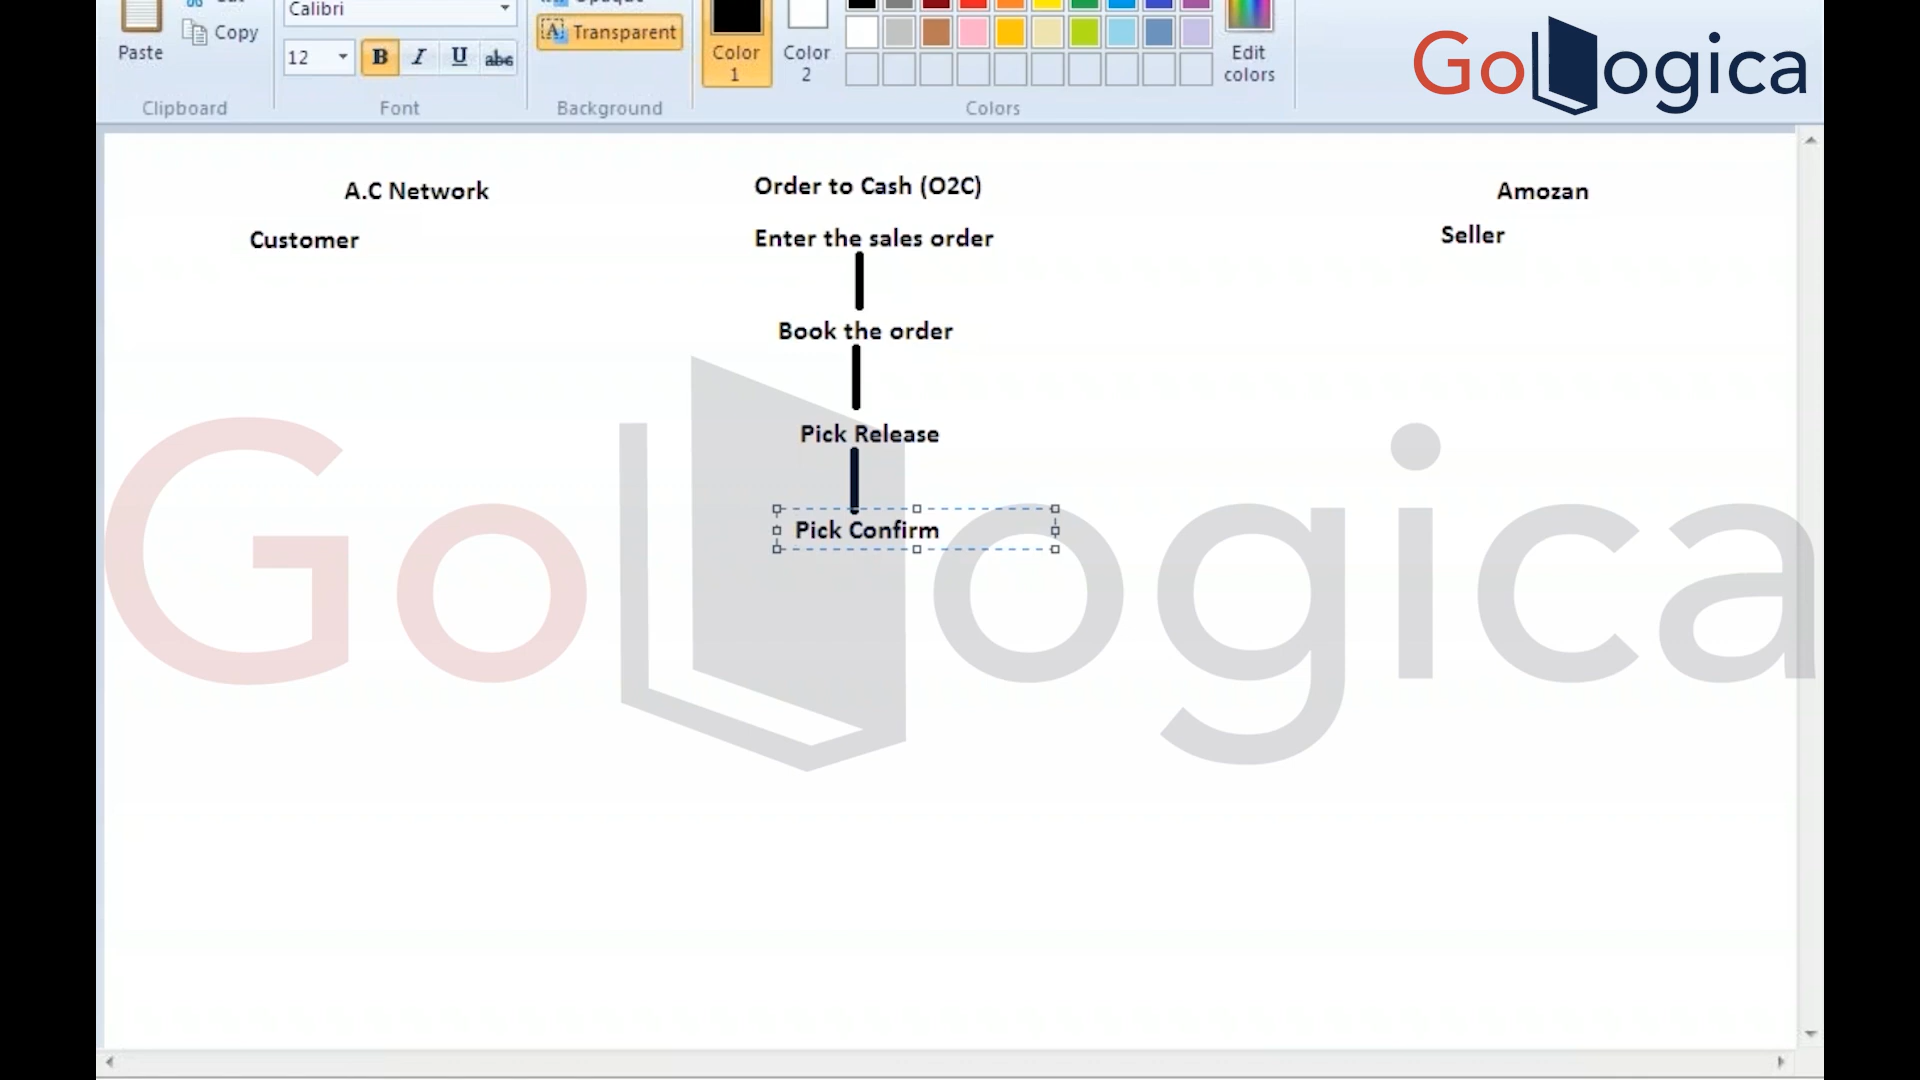 Calibri
Opaque
Paste
Copy
12
B I U abc
Transparent
Color
1
Color
2
Edit
colors
Clipboard
Font
Background
Colors
GoLogica
A.C Network
Order to Cash (O2C)
Amozan
Customer
Enter the sales order
Seller
Book the order
Pick Release
Pick Confirm
GoLogica